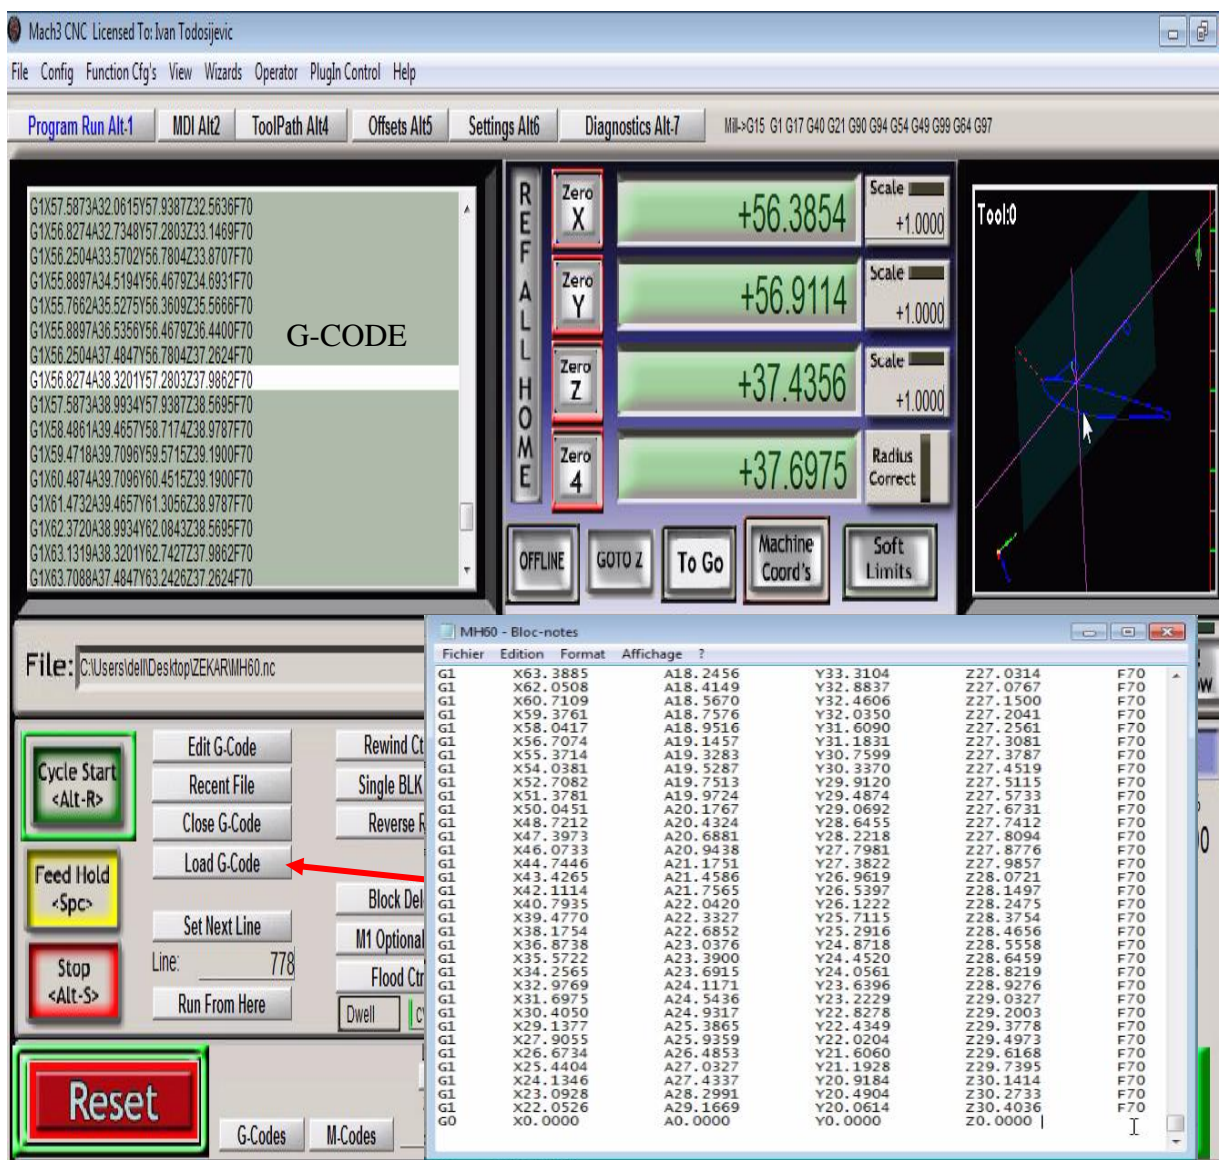 Mach3 CNC Licensed To: Ivan Todosijevic
File Config Function Cfg's View Wizards Operator PlugIn Control Help
Program Run Alt-1 MDI Alt2 ToolPath Alt4 Offsets Alt5 Settings Alt6 Diagnostics Alt-7 Mill->G15 G1 G17 G40 G21 G90 G94 G54 G49 G99 G64 G97
G1X57.5873A32.0615Y57.9387Z32.5636F70
G1X56.8274A32.7348Y57.2803Z33.1469F70
G1X56.2504A33.5702Y56.7804Z33.8707F70
G1X55.8897A34.5194Y56.4679Z34.6931F70
G1X55.7662A35.5275Y56.3609Z35.5666F70
G1X55.8897A36.5356Y56.4679Z36.4400F70
G1X56.2504A37.4847Y56.7804Z37.2624F70
G1X56.8274A38.3201Y57.2803Z37.9862F70
G1X57.5873A38.9934Y57.9387Z38.5695F70
G1X58.4861A39.4657Y58.7174Z38.9787F70
G1X59.4718A39.7096Y59.5715Z39.1900F70
G1X60.4874A39.7096Y60.4515Z39.1900F70
G1X61.4732A39.4657Y61.3056Z38.9787F70
G1X62.3720A38.9934Y62.0843Z38.5695F70
G1X63.1319A38.3201Y62.7427Z37.9862F70
G1X63.7088A37.4847Y63.2426Z37.2624F70
G-CODE
REF ALL HOME
Zero X +56.3854 Scale +1.0000
Zero Y +56.9114 Scale +1.0000
Zero Z +37.4356 Scale +1.0000
Zero 4 +37.6975 Radius Correct
OFFLINE GOTO Z To Go Machine Coord's Soft Limits
Tool:0
File: C:\Users\dell\Desktop\ZEKAR\MH60.nc
Cycle Start <Alt-R>
Feed Hold <Spc>
Stop <Alt-S>
Edit G-Code
Recent File
Close G-Code
Load G-Code
Set Next Line
Line: 778
Run From Here
Rewind Ct
Single BLK
Reverse R
Block Del
M1 Optional
Flood Ct
Dwell
Reset
G-Codes M-Codes
MH60 - Bloc-notes
Fichier Edition Format Affichage ?
G1 X63.3885 A18.2456 Y33.3104 Z27.0314 F70
G1 X62.0508 A18.4149 Y32.8837 Z27.0767 F70
G1 X60.7109 A18.5670 Y32.4606 Z27.1500 F70
G1 X59.3761 A18.7576 Y32.0350 Z27.2041 F70
G1 X58.0417 A18.9516 Y31.6090 Z27.2561 F70
G1 X56.7074 A19.1457 Y31.1831 Z27.3081 F70
G1 X55.3714 A19.3283 Y30.7599 Z27.3787 F70
G1 X54.0381 A19.5287 Y30.3370 Z27.4519 F70
G1 X52.7082 A19.7513 Y29.9120 Z27.5115 F70
G1 X51.3781 A19.9724 Y29.4874 Z27.5733 F70
G1 X50.0451 A20.1767 Y29.0692 Z27.6731 F70
G1 X48.7212 A20.4324 Y28.6455 Z27.7412 F70
G1 X47.3973 A20.6881 Y28.2218 Z27.8094 F70
G1 X46.0733 A20.9438 Y27.7981 Z27.8776 F70
G1 X44.7446 A21.1751 Y27.3822 Z27.9857 F70
G1 X43.4265 A21.4586 Y26.9619 Z28.0721 F70
G1 X42.1114 A21.7565 Y26.5397 Z28.1497 F70
G1 X40.7935 A22.0420 Y26.1222 Z28.2475 F70
G1 X39.4770 A22.3327 Y25.7115 Z28.3754 F70
G1 X38.1754 A22.6852 Y25.2916 Z28.4656 F70
G1 X36.8738 A23.0376 Y24.8718 Z28.5558 F70
G1 X35.5722 A23.3900 Y24.4520 Z28.6459 F70
G1 X34.2565 A23.6915 Y24.0561 Z28.8219 F70
G1 X32.9769 A24.1171 Y23.6396 Z28.9276 F70
G1 X31.6975 A24.5436 Y23.2229 Z29.0327 F70
G1 X30.4050 A24.9317 Y22.8278 Z29.2003 F70
G1 X29.1377 A25.3865 Y22.4349 Z29.3778 F70
G1 X27.9055 A25.9359 Y22.0204 Z29.4973 F70
G1 X26.6734 A26.4853 Y21.6060 Z29.6168 F70
G1 X25.4404 A27.0327 Y21.1928 Z29.7395 F70
G1 X24.1346 A27.4337 Y20.9184 Z30.1414 F70
G1 X23.0928 A28.2991 Y20.4904 Z30.2733 F70
G1 X22.0526 A29.1669 Y20.0614 Z30.4036 F70
G0 X0.0000 A0.0000 Y0.0000 Z0.0000